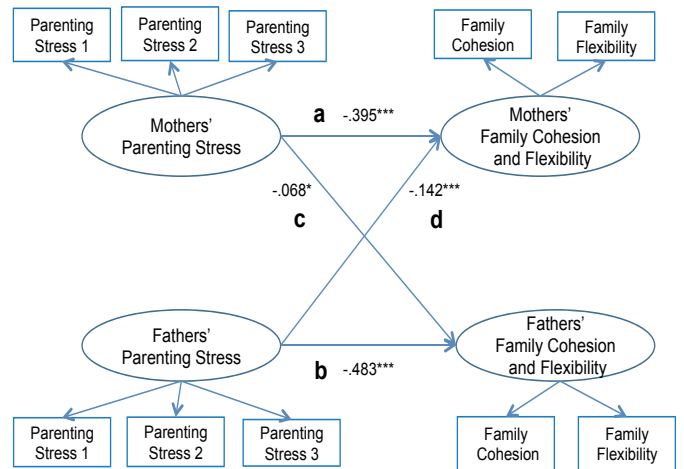 Parenting
Stress 1
Parenting
Stress 2
Parenting
Stress 3
Family
Cohesion
Family
Flexibility
Mothers'
Parenting Stress
a
-.395***
Mothers'
Family Cohesion
and Flexibility
-.068*
c
-.142***
d
Fathers'
Parenting Stress
b
-.483***
Fathers'
Family Cohesion
and Flexibility
Parenting
Stress 1
Parenting
Stress 2
Parenting
Stress 3
Family
Cohesion
Family
Flexibility